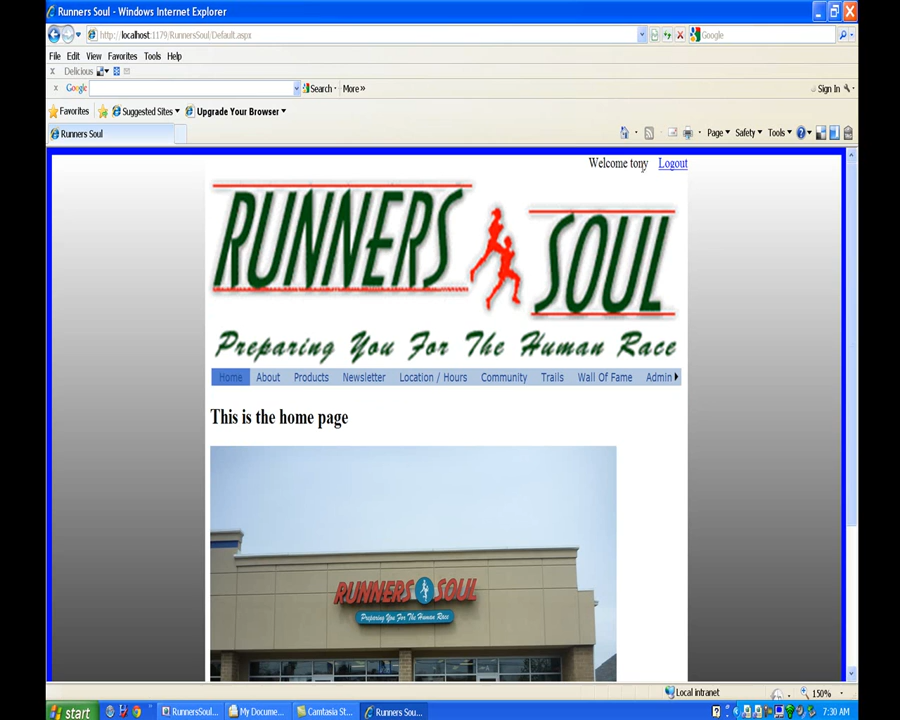 Runners Soul - Windows Internet Explorer
http://localhost:1179/RunnersSoul/Default.aspx
Google
File Edit View Favorites Tools Help
x Delicious
x Google Search More » Sign In
Favorites Suggested Sites Upgrade Your Browser
Runners Soul
Page Safety Tools
Welcome tony Logout
RUNNERS SOUL
Preparing You For The Human Race
Home About Products Newsletter Location / Hours Community Trails Wall Of Fame Admin
This is the home page
RUNNERS SOUL
Preparing You For The Human Race
Local intranet 150%
start RunnersSoul... My Docume... Camtasia St... Runners Sou... 7:30 AM